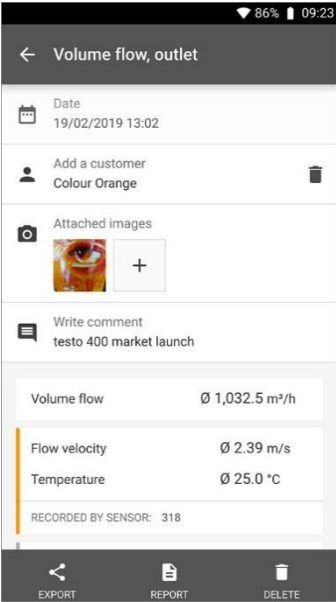 86% 09:23
Volume flow, outlet
Date
19/02/2019 13:02
Add a customer
Colour Orange
Attached images
Write comment
testo 400 market launch
Volume flow Ø 1,032.5 m³/h
Flow velocity Ø 2.39 m/s
Temperature Ø 25.0 °C
RECORDED BY SENSOR: 318
EXPORT REPORT DELETE